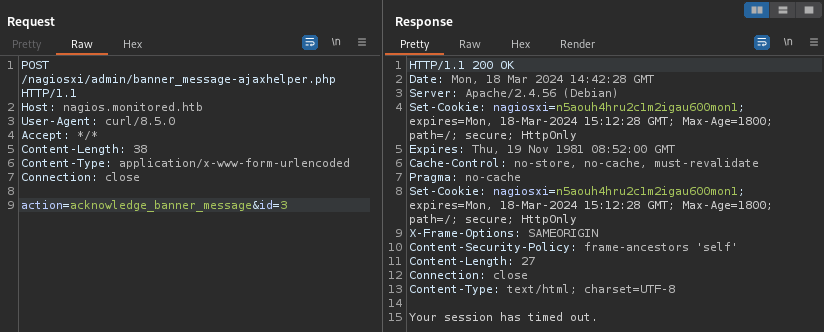 Request
Pretty Raw Hex
\n
1 POST
/nagiosxi/admin/banner_message-ajaxhelper.php
HTTP/1.1
2 Host: nagios.monitored.htb
3 User-Agent: curl/8.5.0
4 Accept: */*
5 Content-Length: 38
6 Content-Type: application/x-www-form-urlencoded
7 Connection: close
8
9 action=acknowledge_banner_message&id=3
Response
Pretty Raw Hex Render
\n
1 HTTP/1.1 200 OK
2 Date: Mon, 18 Mar 2024 14:42:28 GMT
3 Server: Apache/2.4.56 (Debian)
4 Set-Cookie: nagiosxi=n5aouh4hru2c1m2igau600mon1;
expires=Mon, 18-Mar-2024 15:12:28 GMT; Max-Age=1800;
path=/; secure; HttpOnly
5 Expires: Thu, 19 Nov 1981 08:52:00 GMT
6 Cache-Control: no-store, no-cache, must-revalidate
7 Pragma: no-cache
8 Set-Cookie: nagiosxi=n5aouh4hru2c1m2igau600mon1;
expires=Mon, 18-Mar-2024 15:12:28 GMT; Max-Age=1800;
path=/; secure; HttpOnly
9 X-Frame-Options: SAMEORIGIN
10 Content-Security-Policy: frame-ancestors 'self'
11 Content-Length: 27
12 Connection: close
13 Content-Type: text/html; charset=UTF-8
14
15 Your session has timed out.